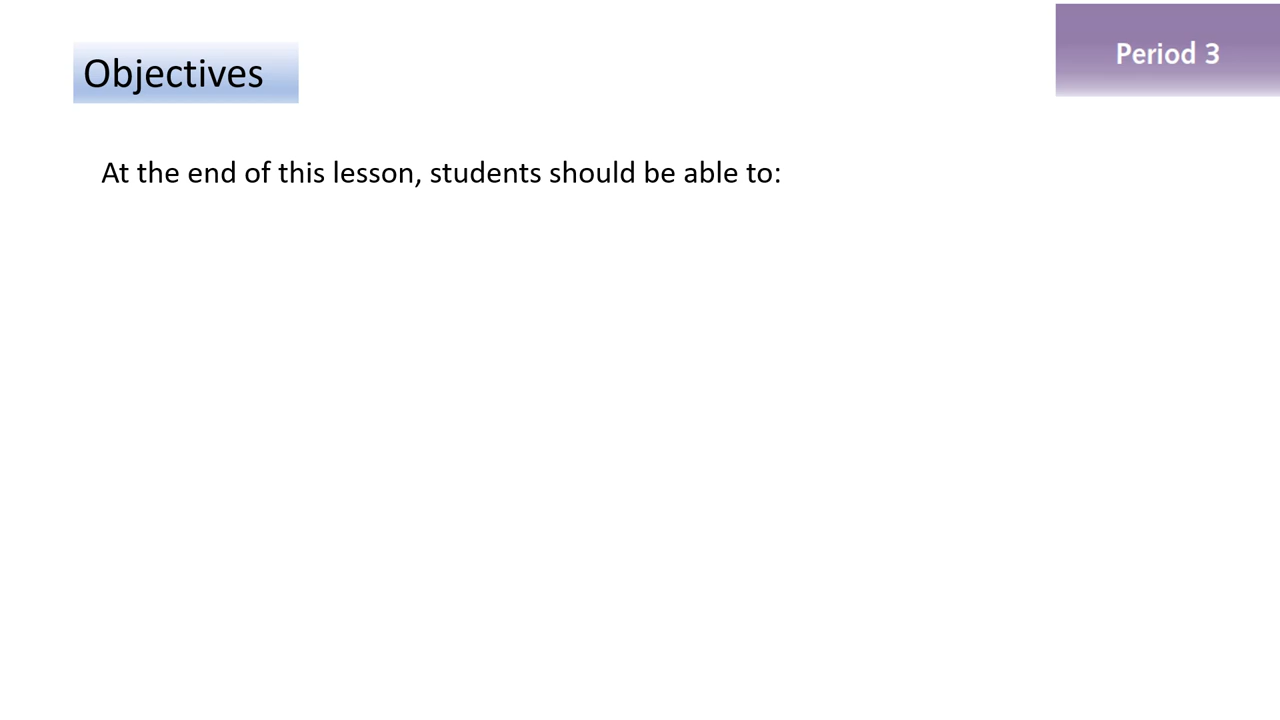 Period 3
Objectives
At the end of this lesson, students should be able to: